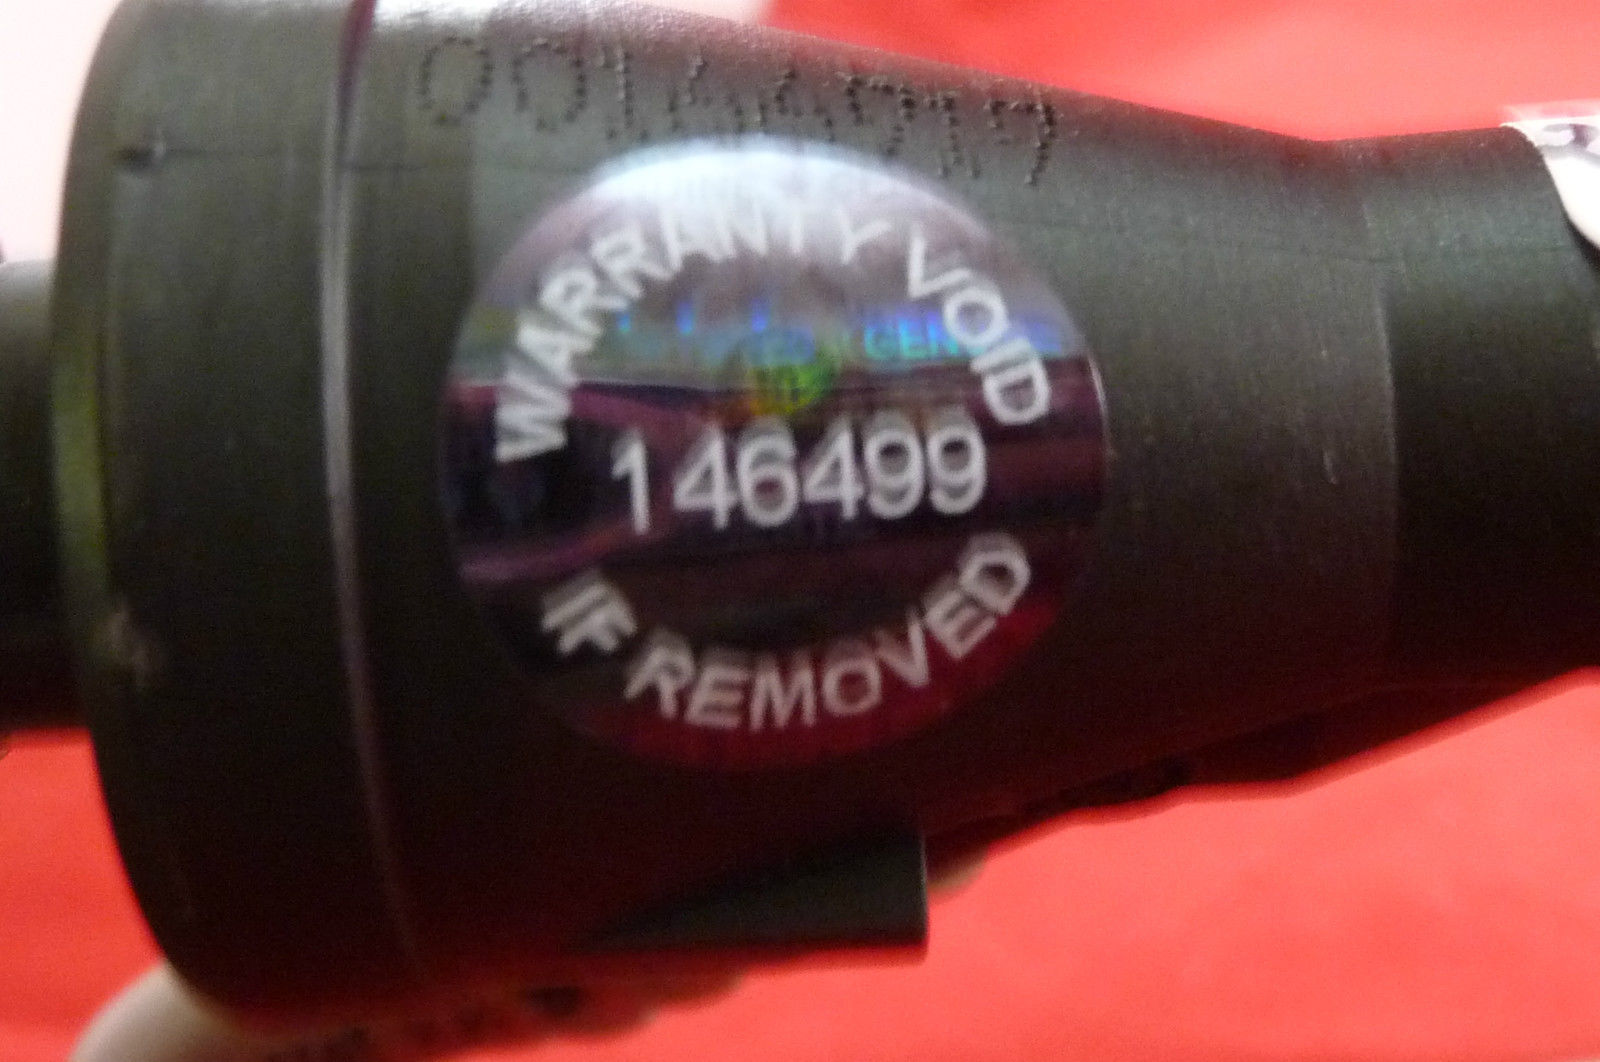 WARRANTY VOID
146499
IF REMOVED